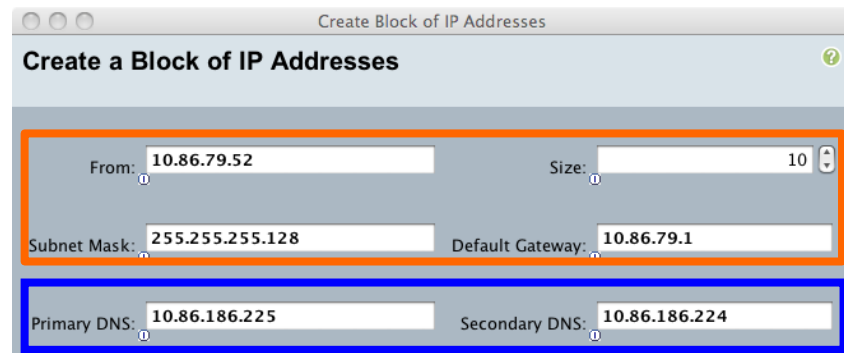 Create Block of IP Addresses
Create a Block of IP Addresses
From: 10.86.79.52 Size: 10
Subnet Mask: 255.255.255.128 Default Gateway: 10.86.79.1
Primary DNS: 10.86.186.225 Secondary DNS: 10.86.186.224